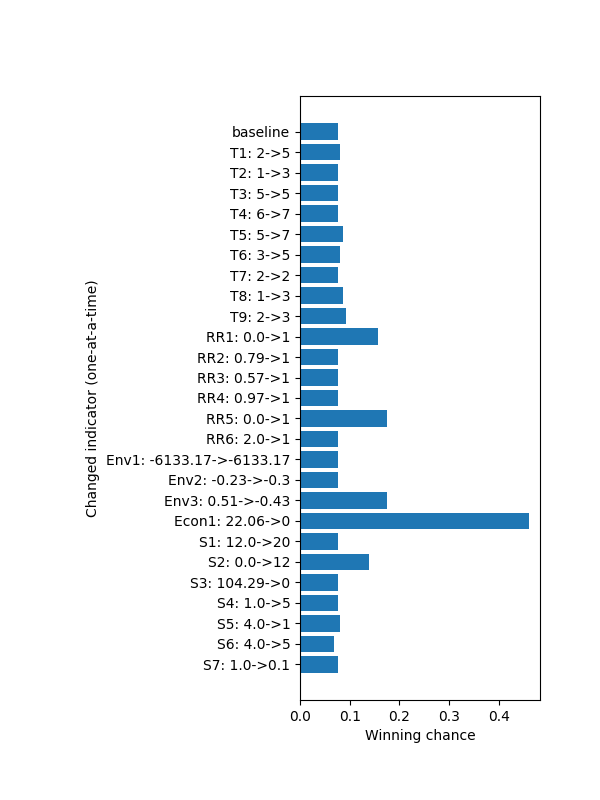 baseline
T1: 2->5
T2: 1->3
T3: 5->5
T4: 6->7
T5: 5->7
T6: 3->5
T7: 2->2
T8: 1->3
T9: 2->3
RR1: 0.0->1
RR2: 0.79->1
RR3: 0.57->1
RR4: 0.97->1
RR5: 0.0->1
RR6: 2.0->1
Env1: -6133.17->-6133.17
Env2: -0.23->-0.3
Env3: 0.51->-0.43
Econ1: 22.06->0
S1: 12.0->20
S2: 0.0->12
S3: 104.29->0
S4: 1.0->5
S5: 4.0->1
S6: 4.0->5
S7: 1.0->0.1
Changed indicator (one-at-a-time)
0.0 0.1 0.2 0.3 0.4
Winning chance